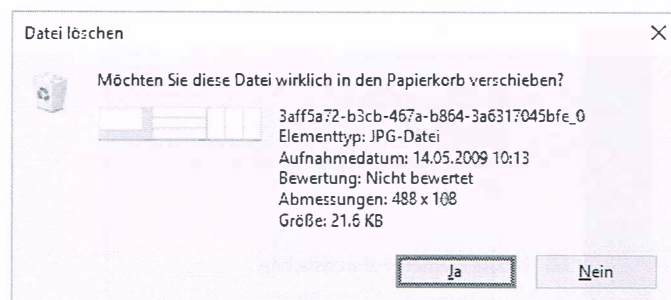 Datei löschen
Möchten Sie diese Datei wirklich in den Papierkorb verschieben?
3aff5a72-b3cb-467a-b864-3a6317045bfe_0
Elementtyp: JPG-Datei
Aufnahmedatum: 14.05.2009 10:13
Bewertung: Nicht bewertet
Abmessungen: 488 x 108
Größe: 21,6 KB
Ja
Nein